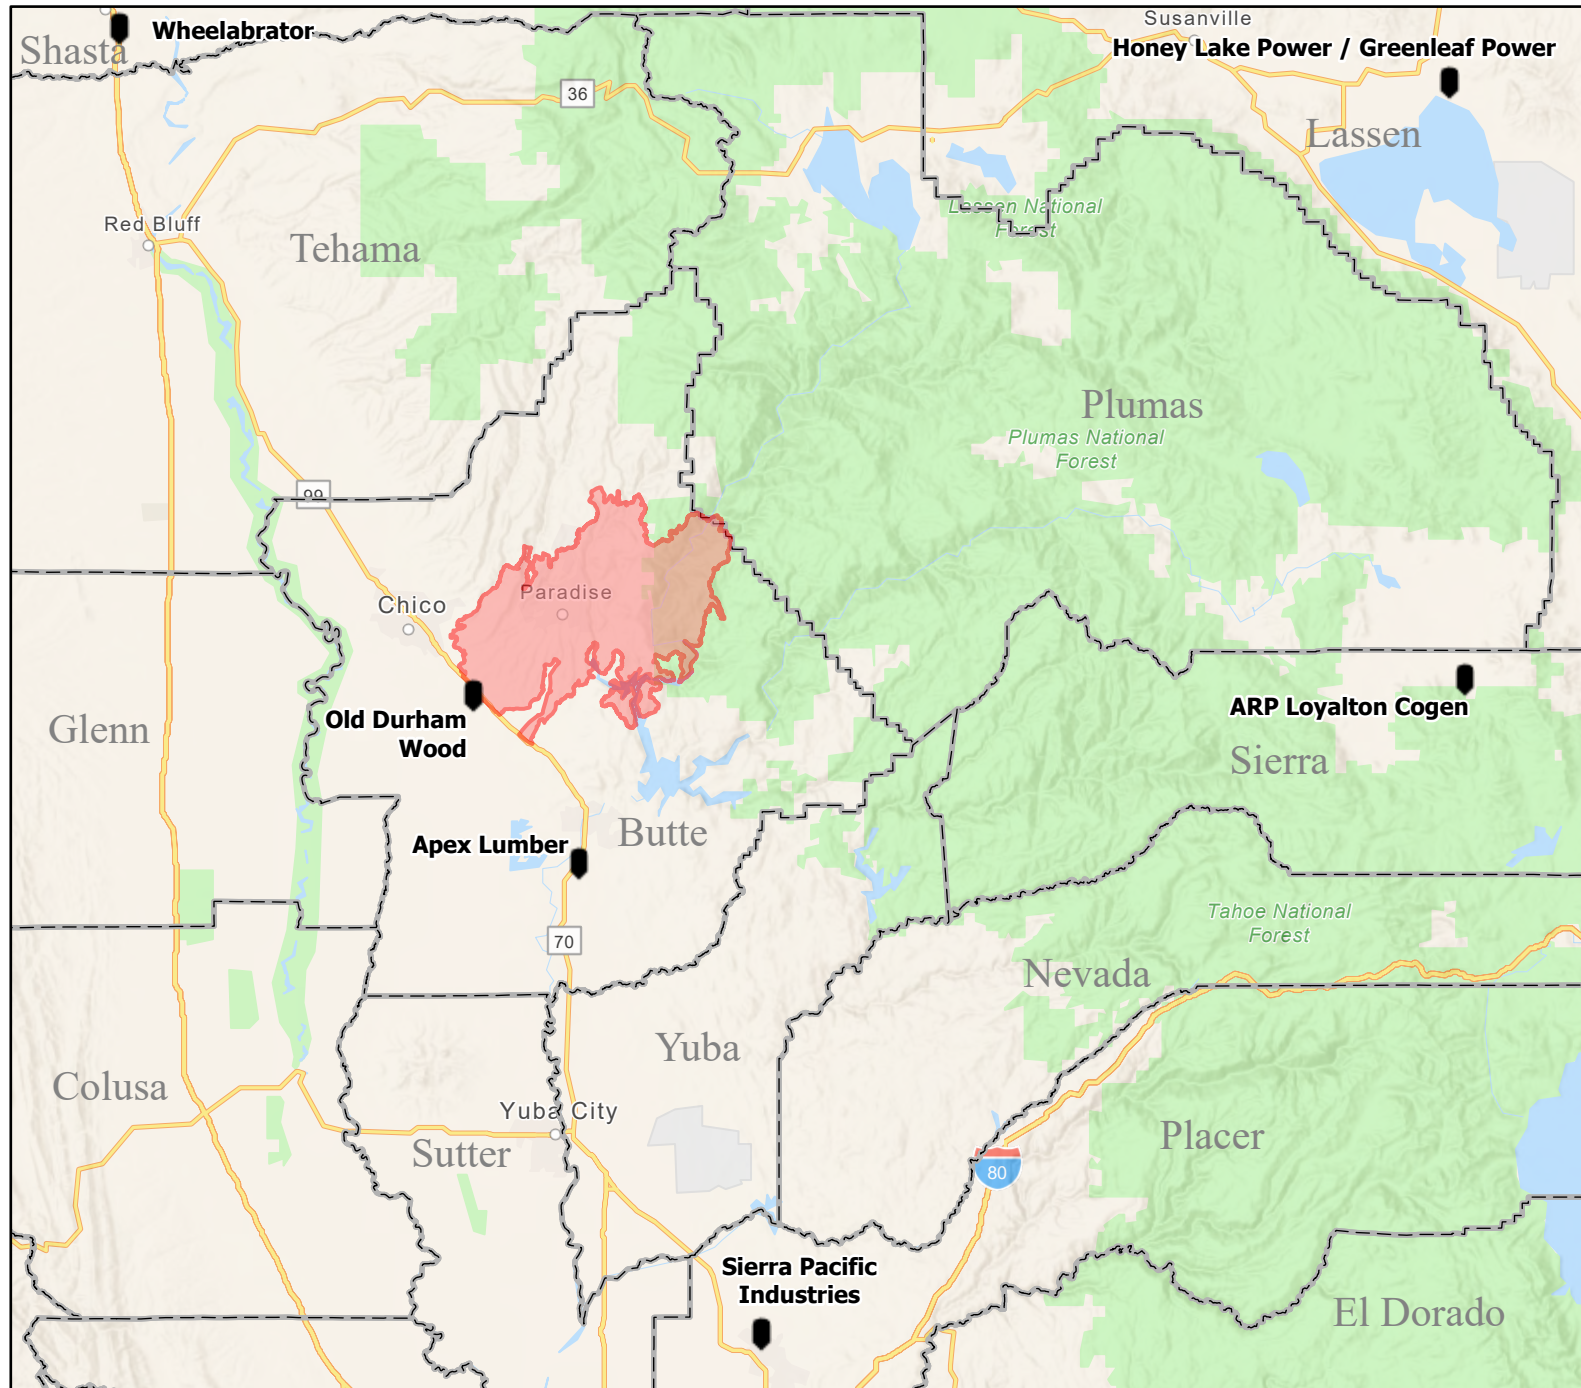 Susanville
Wheelabrator
Shasta
Honey Lake Power / Greenleaf Power
36
Lassen
Lassen National
Forest
Red Bluff
Tehama
Plumas
Plumas National
Forest
99
Paradise
Chico
Old Durham
Wood
Glenn
ARP Loyalton Cogen
Sierra
Butte
Apex Lumber
Tahoe National
Forest
70
Nevada
Yuba
Colusa
Yuba City
Sutter
Placer
80
Sierra Pacific
Industries
El Dorado